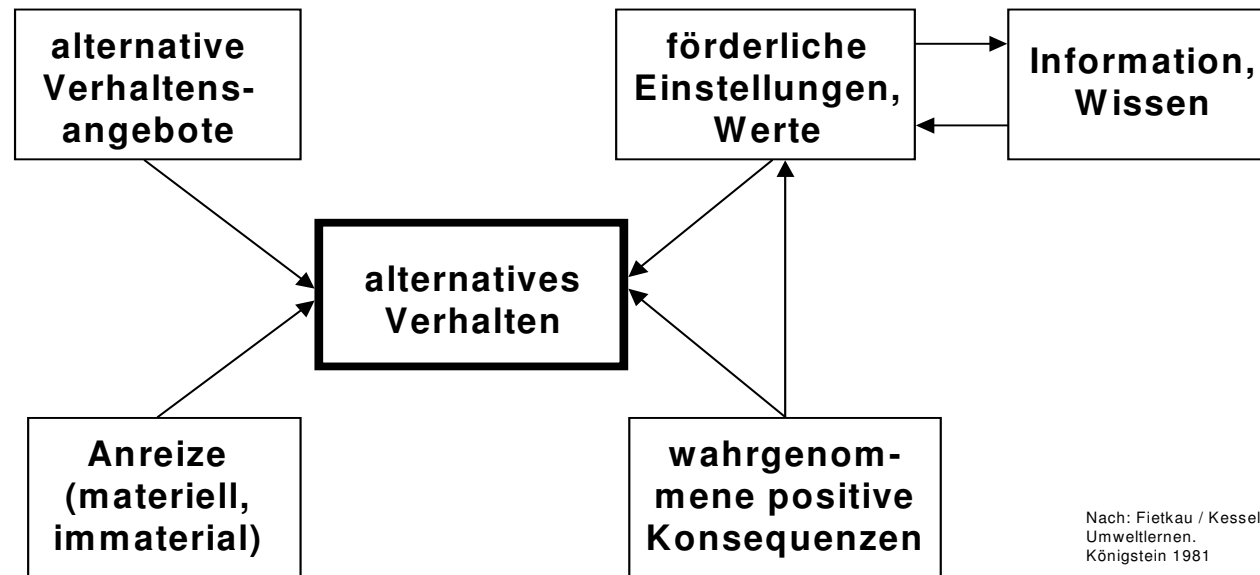 alternative
Verhaltens-
angebote
förderliche
Einstellungen,
Werte
Information,
Wissen
alternatives
Verhalten
Anreize
(materiell,
immaterial)
wahrgenom-
mene positive
Konsequenzen
Nach: Fietkau / Kessel
Umweltlernen.
Königstein 1981